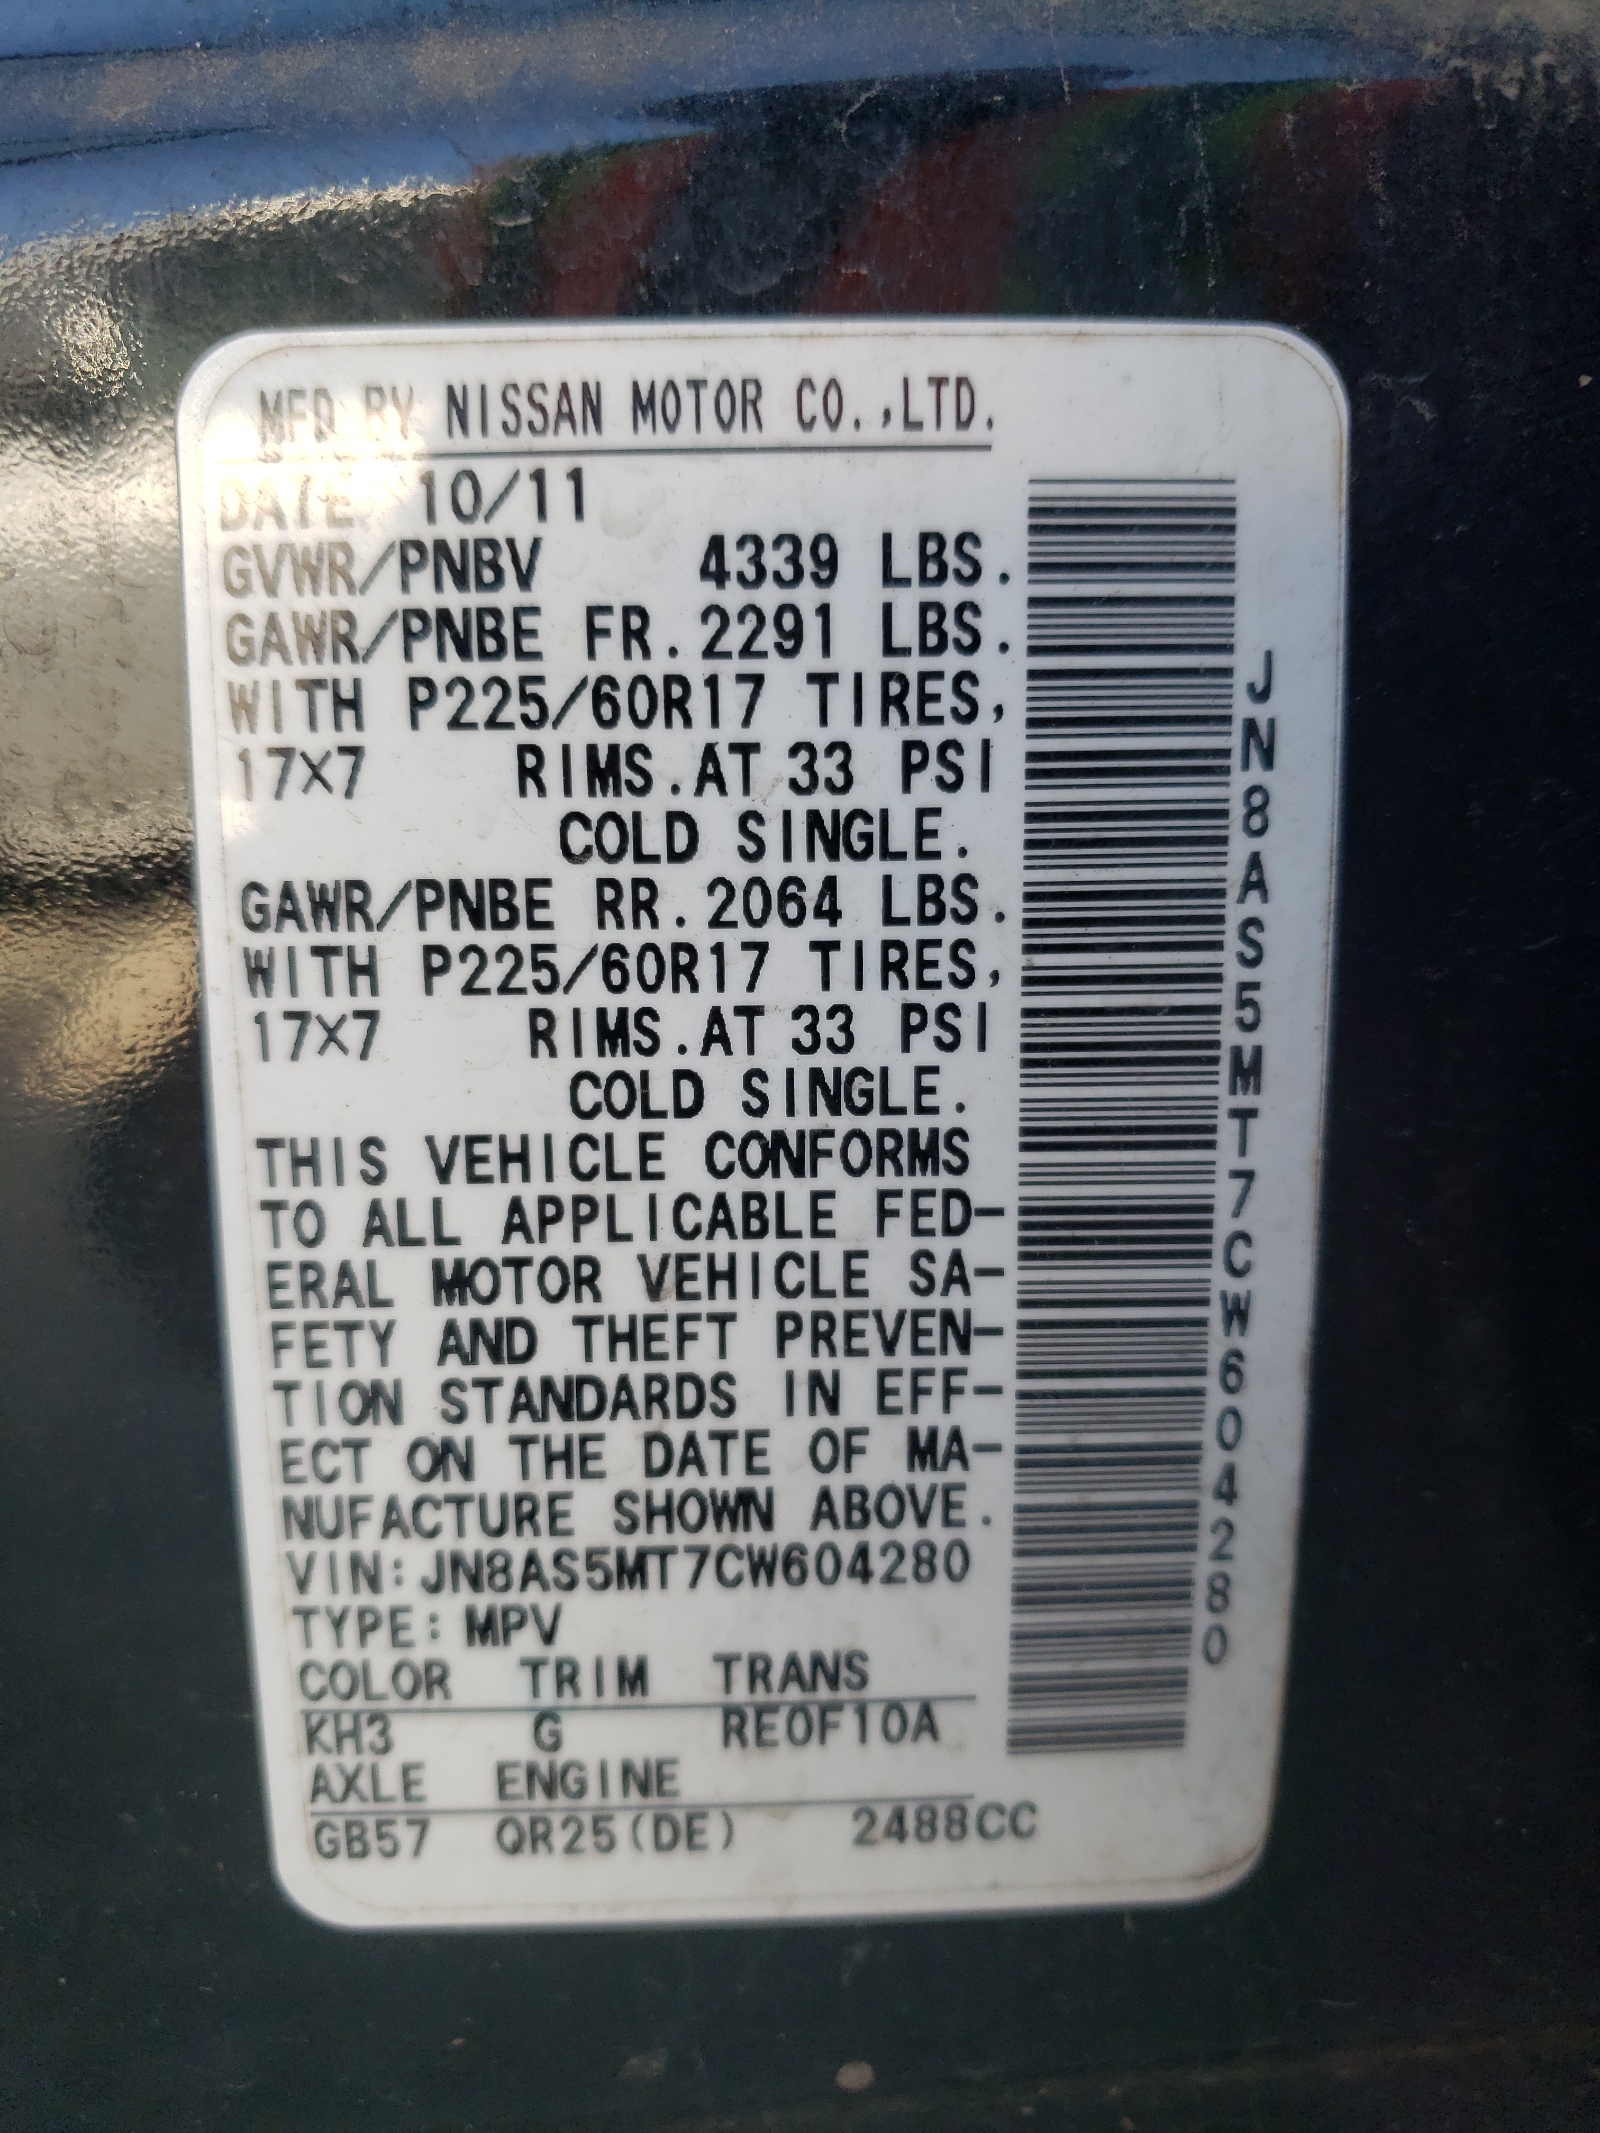 MFD BY NISSAN MOTOR CO.,LTD.
DATE 10/11
GVWR/PNBV 4339 LBS.
GAWR/PNBE FR. 2291 LBS.
WITH P225/60R17 TIRES,
17X7 RIMS.AT 33 PSI
COLD SINGLE.
GAWR/PNBE RR. 2064 LBS.
WITH P225/60R17 TIRES,
17X7 RIMS.AT 33 PSI
COLD SINGLE.
THIS VEHICLE CONFORMS
TO ALL APPLICABLE FED-
ERAL MOTOR VEHICLE SA-
FETY AND THEFT PREVEN-
TION STANDARDS IN EFF-
ECT ON THE DATE OF MA-
NUFACTURE SHOWN ABOVE.
VIN: JN8AS5MT7CW604280
TYPE: MPV
COLOR TRIM TRANS
KH3 G RE0F10A
AXLE ENGINE
GB57 QR25(DE) 2488CC
JN8AS5MT7CW604280